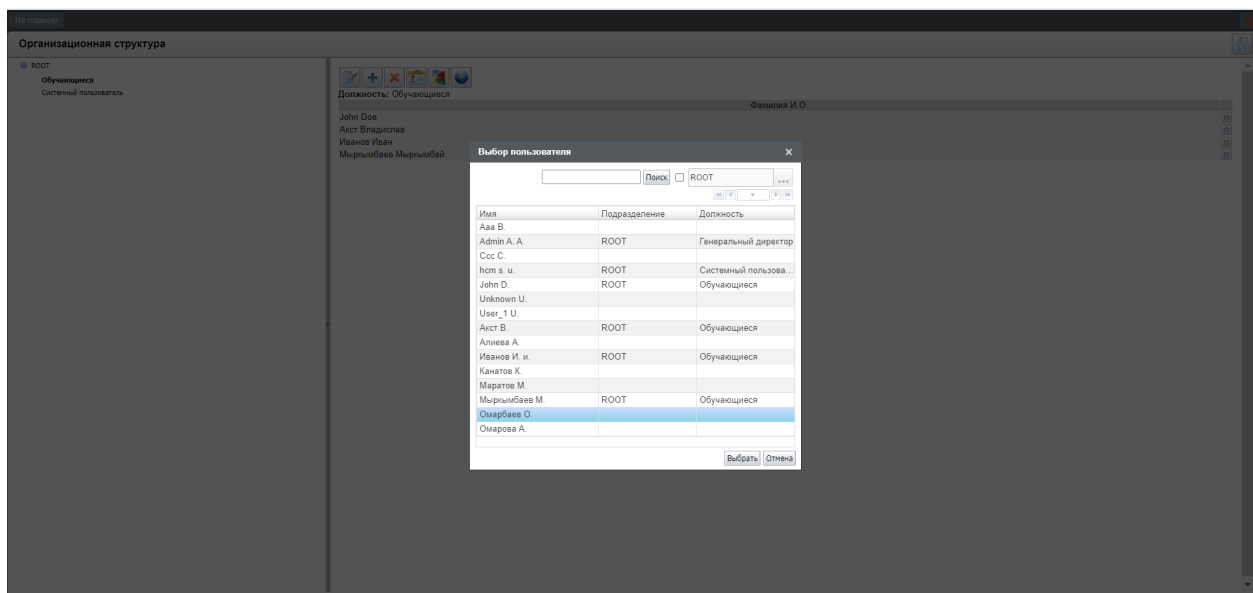 На главную
Организационная структура
ROOT
Обучающиеся
Системный пользователь
Должность: Обучающиеся
Фамилия И.О.
John Doe
Акст Владислав
Иванов Иван
Мыркымбаев Мыркымбай
Выбор пользователя
Поиск ROOT ...
Имя Подразделение Должность
Aaa B.
Admin A. A. ROOT Генеральный директор
Ccc C.
hcm s. u. ROOT Системный пользова...
John D. ROOT Обучающиеся
Unknown U.
User_1 U.
Акст В. ROOT Обучающиеся
Алиева А.
Иванов И. и. ROOT Обучающиеся
Канатов К.
Маратов М.
Мыркымбаев М. ROOT Обучающиеся
Омарбаев О.
Омарова А.
Выбрать Отмена